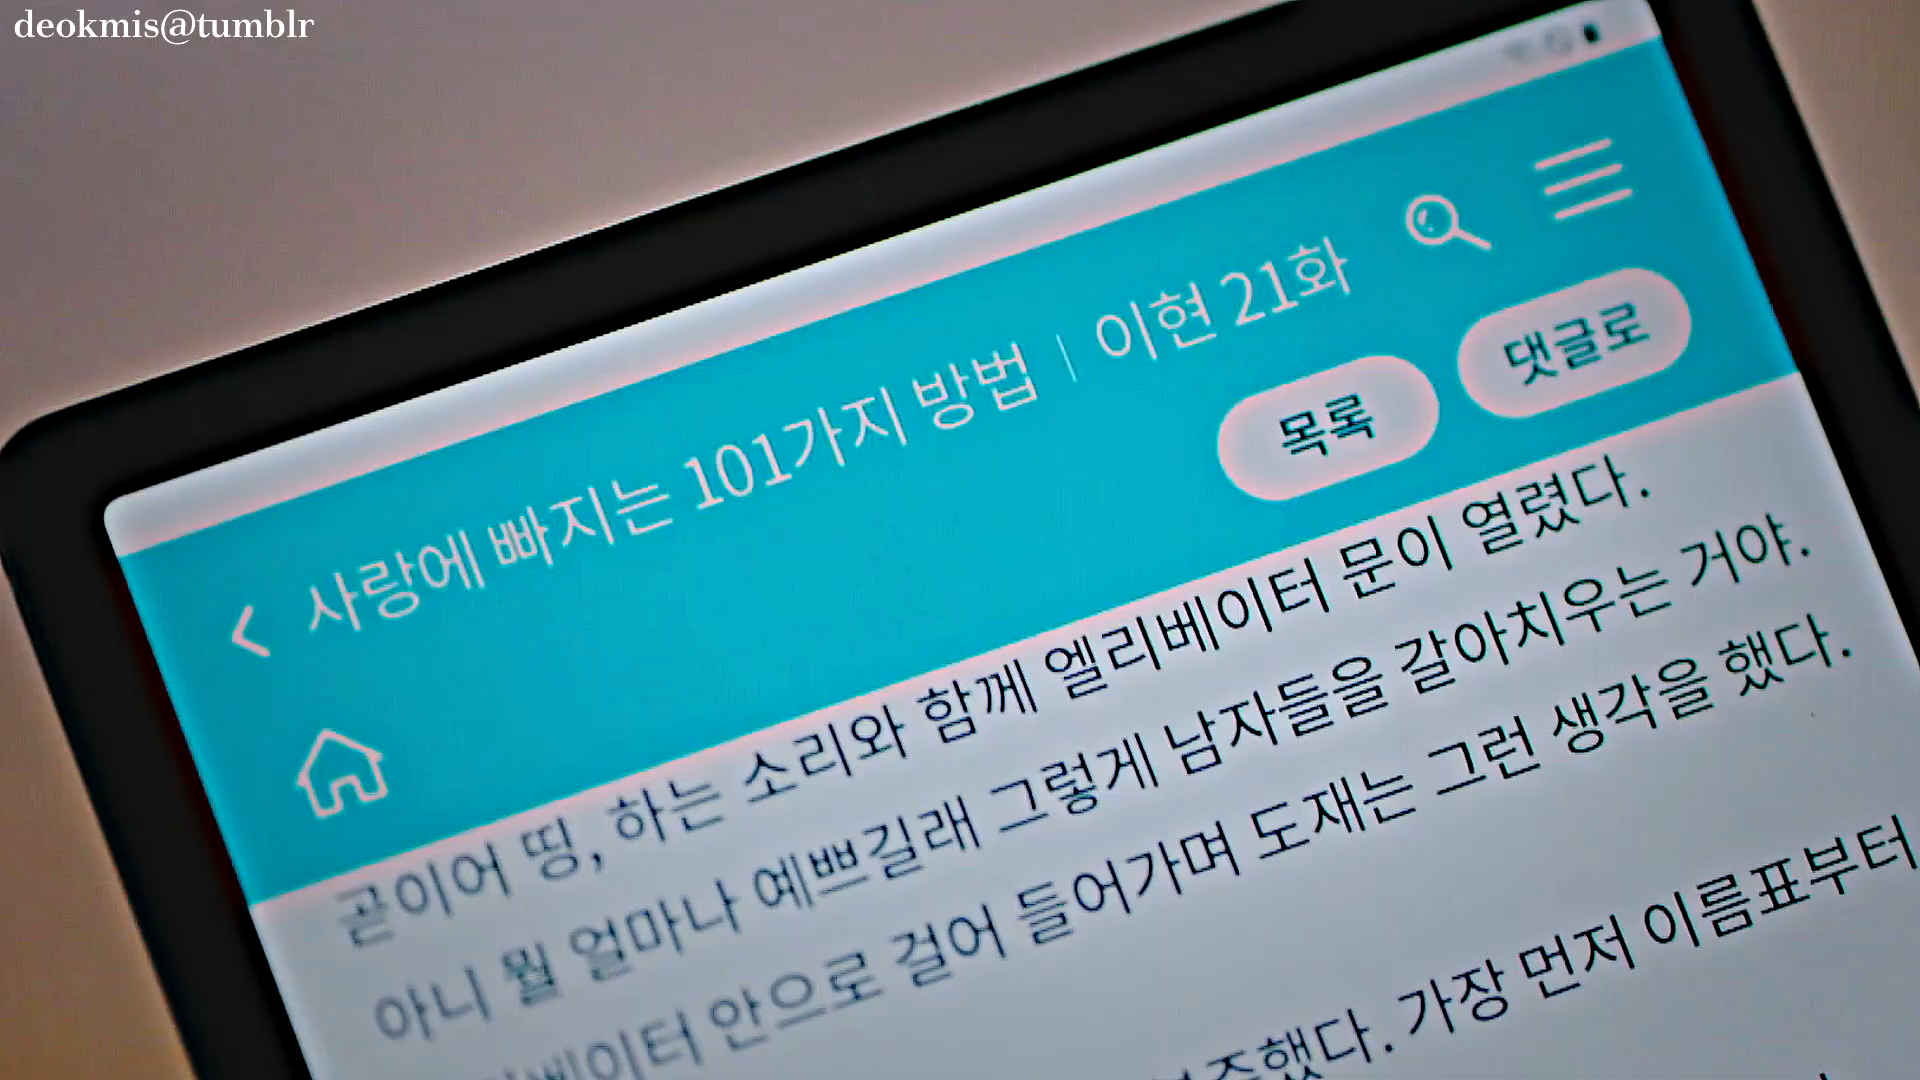 deokmis@tumblr
사랑에 빠지는 101가지 방법 | 이현 21화
목록 댓글로
곧이어 띵, 하는 소리와 함께 엘리베이터 문이 열렸다.
아니 뭘 얼마나 예쁘길래 그렇게 남자들을 갈아치우는 거야.
안으로 걸어 들어가며 도재는 그런 생각을 했다.
가장 먼저 이름표부터